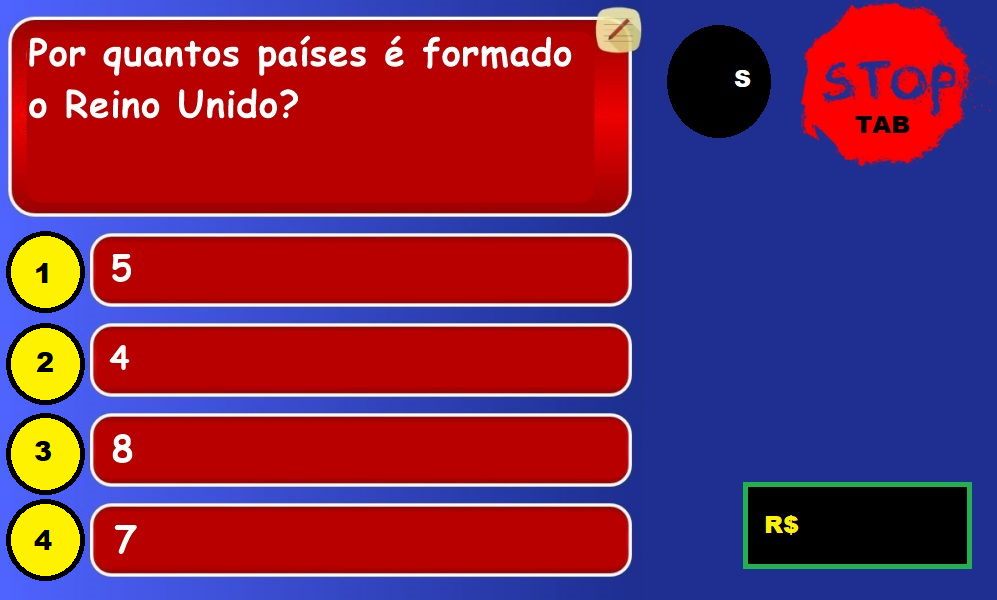 Por quantos países é formado
o Reino Unido?
S
STOP
TAB
1
5
2
4
3
8
4
7
R$